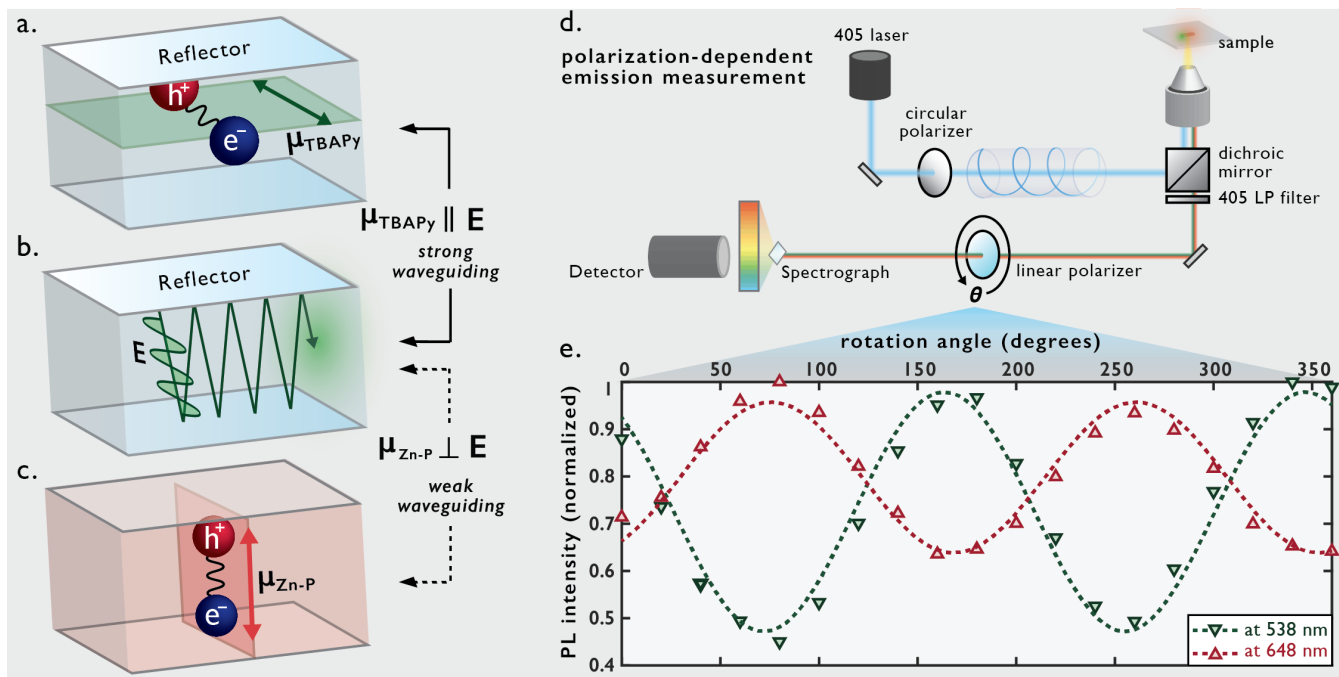 a.
Reflector
h+
e−
μTBAPy
μTBAPy || E
strong
waveguiding
b.
Reflector
E
μZn-P ⊥ E
weak
waveguiding
c.
h+
e−
μZn-P
d.
polarization-dependent
emission measurement
405 laser
sample
circular
polarizer
dichroic
mirror
405 LP filter
Detector
Spectrograph
linear polarizer
θ
e.
rotation angle (degrees)
0 50 100 150 200 250 300 350
PL intensity (normalized)
1
0.9
0.8
0.7
0.6
0.5
0.4
at 538 nm
at 648 nm